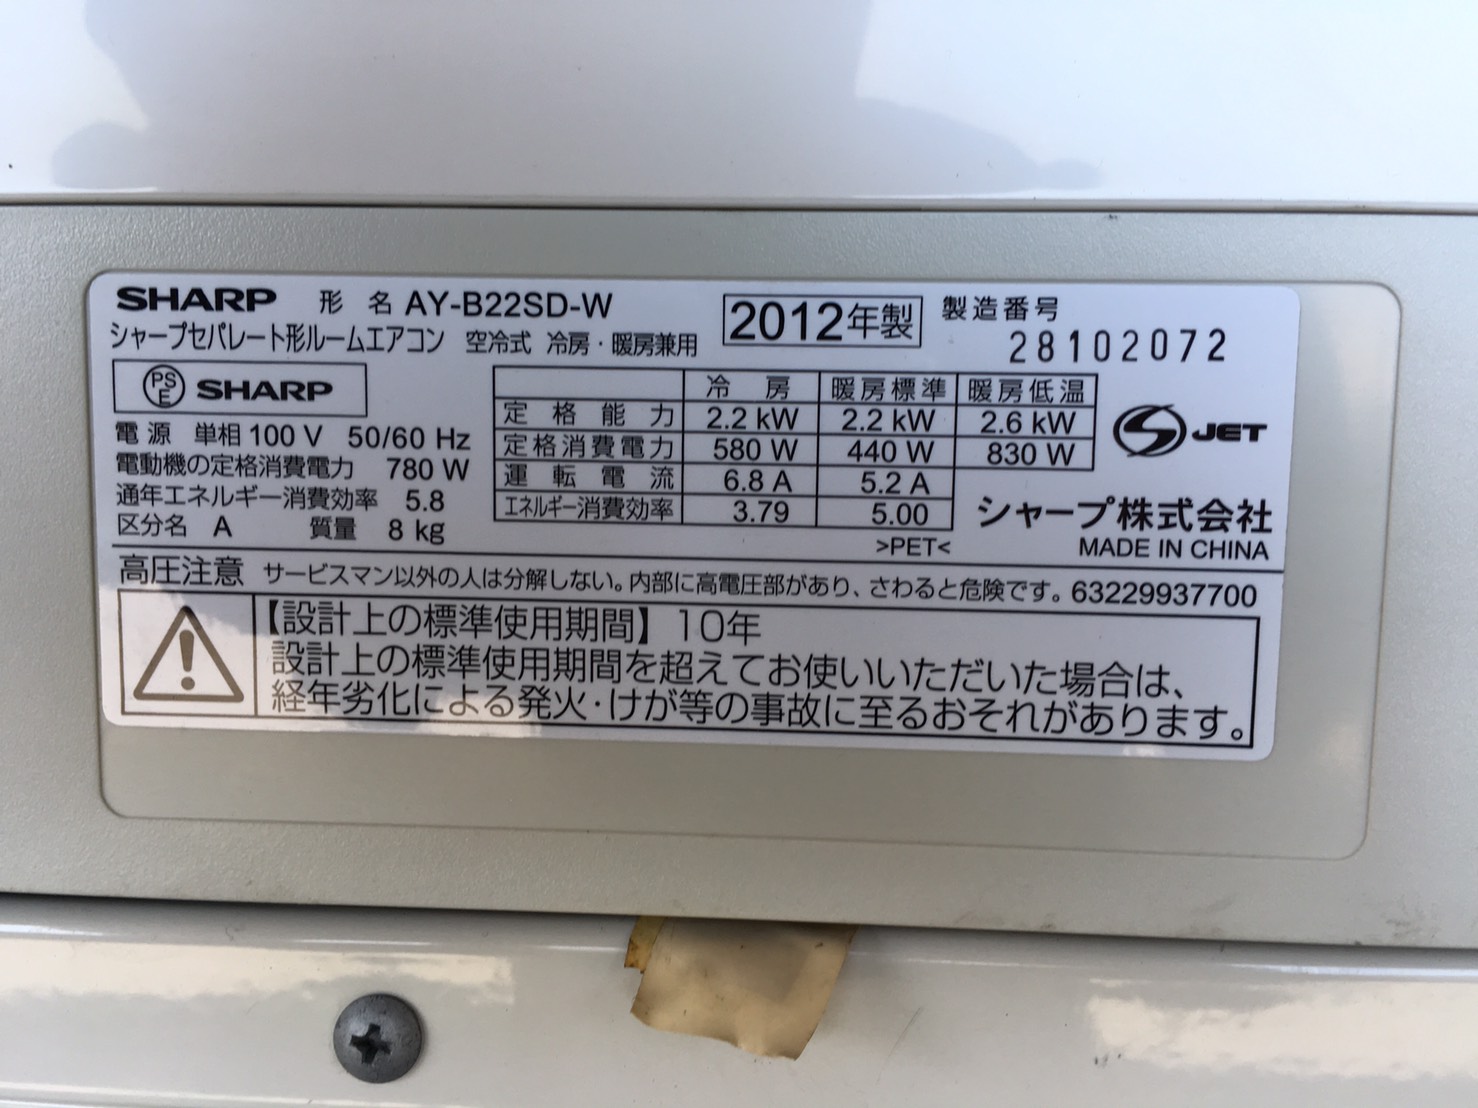 SHARP 形名 AY-B22SD-W 2012年製 製造番号
シャープセパレート形ルームエアコン 空冷式 冷房・暖房兼用 28102072
PS E SHARP
電源 単相100V 50/60 Hz
電動機の定格消費電力 780 W
通年エネルギー消費効率 5.8
区分名 A 質量 8 kg
冷房 暖房標準 暖房低温
定格能力 2.2 kW 2.2 kW 2.6 kW
定格消費電力 580 W 440 W 830 W
運転電流 6.8 A 5.2 A
エネルギー消費効率 3.79 5.00
>PET<
JET
シャープ株式会社
MADE IN CHINA
高圧注意 サービスマン以外の人は分解しない。内部に高電圧部があり、さわると危険です。 63229937700
【設計上の標準使用期間】10年
設計上の標準使用期間を超えてお使いいただいた場合は、
経年劣化による発火・けが等の事故に至るおそれがあります。